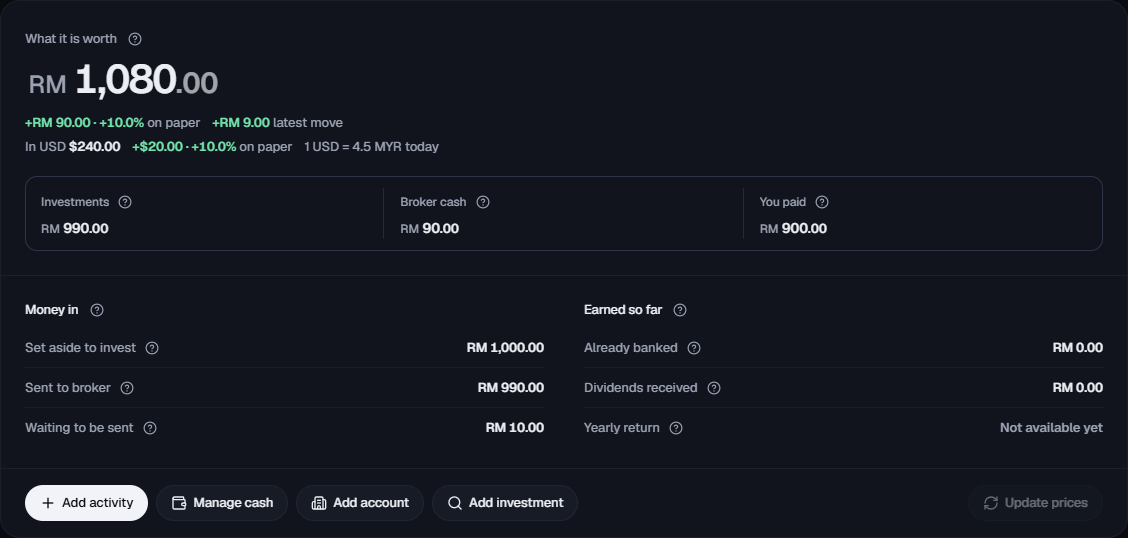 What it is worth
RM 1,080.00
+RM 90.00 · +10.0% on paper +RM 9.00 latest move
In USD $240.00 +$20.00 · +10.0% on paper 1 USD = 4.5 MYR today
Investments Broker cash You paid
RM 990.00 RM 90.00 RM 900.00
Money in
Set aside to invest RM 1,000.00
Sent to broker RM 990.00
Waiting to be sent RM 10.00
Earned so far
Already banked RM 0.00
Dividends received RM 0.00
Yearly return Not available yet
Add activity Manage cash Add account Add investment Update prices